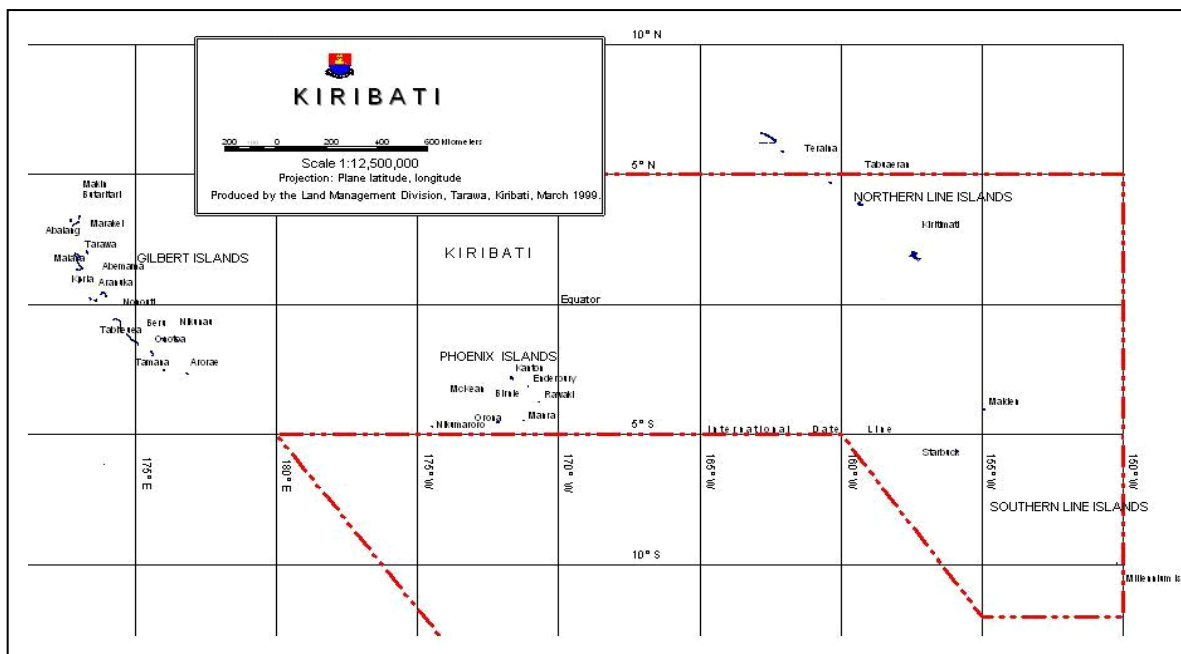 10° N
KIRIBATI
200 100 0 200 400 600 kilometers
Scale 1:12,500,000
Projection: Plane latitude, longitude
Produced by the Land Management Division, Tarawa, Kiribati, March 1999.
Teraina
5° N
Tabuaeran
Makin
Butaritari
NORTHERN LINE ISLANDS
Marakei
Abaiang
Kiritimati
Tarawa
KIRIBATI
Maiana
GILBERT ISLANDS
Abemama
Kuria
Aranuka
Nonouti
Equator
Beru
Nikunau
Tabiteuea
Onotoa
PHOENIX ISLANDS
Tamana
Arorae
Kanton
Enderbury
McKean
Birnie
Rawaki
Malden
Orona
Manra
Nikumaroro
5° S
International Date Line
Starbuck
175° E
180° E
175° W
170° W
165° W
160° W
155° W
150° W
SOUTHERN LINE ISLANDS
10° S
Millennium Is